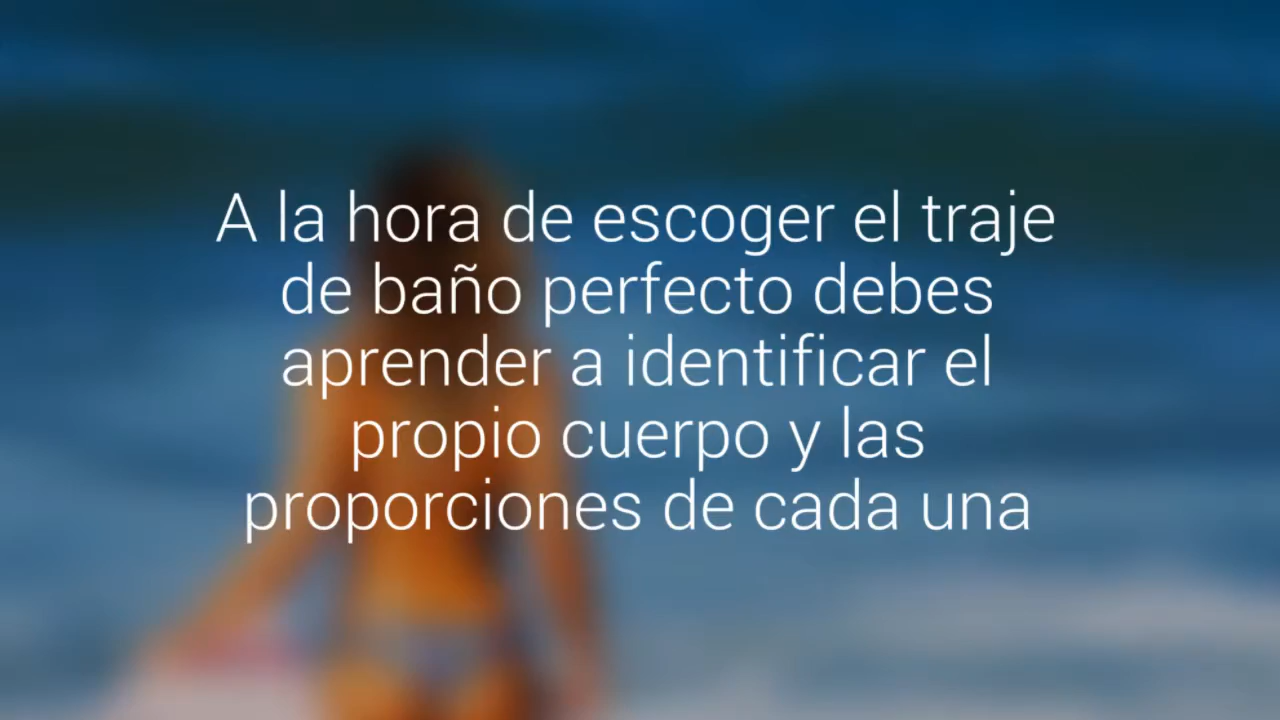 A la hora de escoger el traje
de baño perfecto debes
aprender a identificar el
propio cuerpo y las
proporciones de cada una